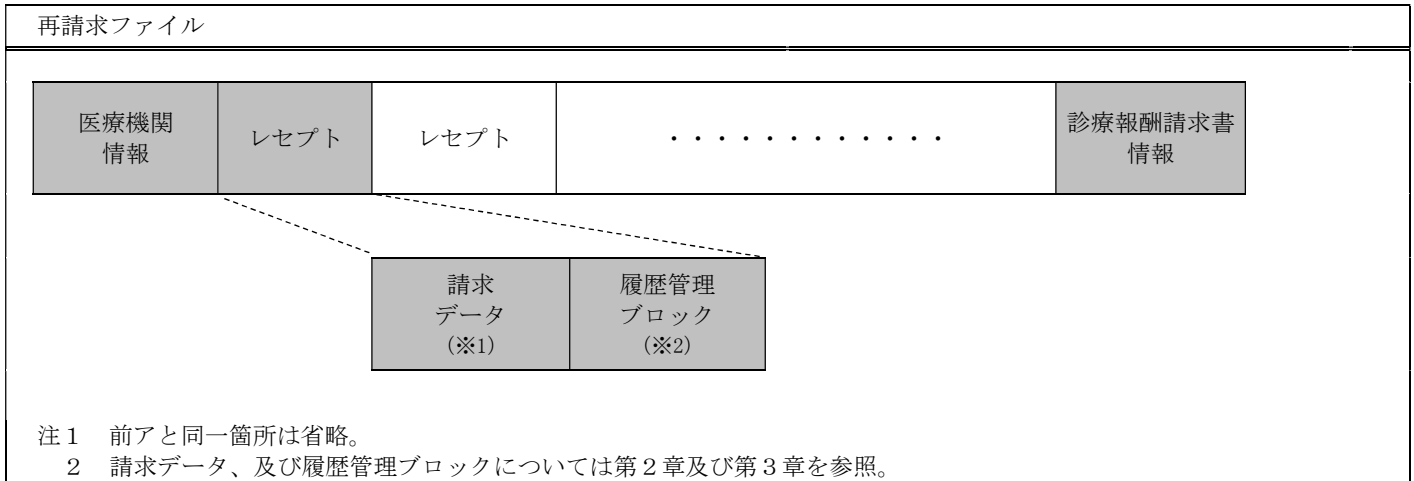 再請求ファイル
医療機関
情報
レセプト
レセプト
・・・・・・・・・・・・
診療報酬請求書
情報
請求
データ
(※1)
履歴管理
ブロック
(※2)
注１　前アと同一箇所は省略。
２　請求データ、及び履歴管理ブロックについては第２章及び第３章を参照。